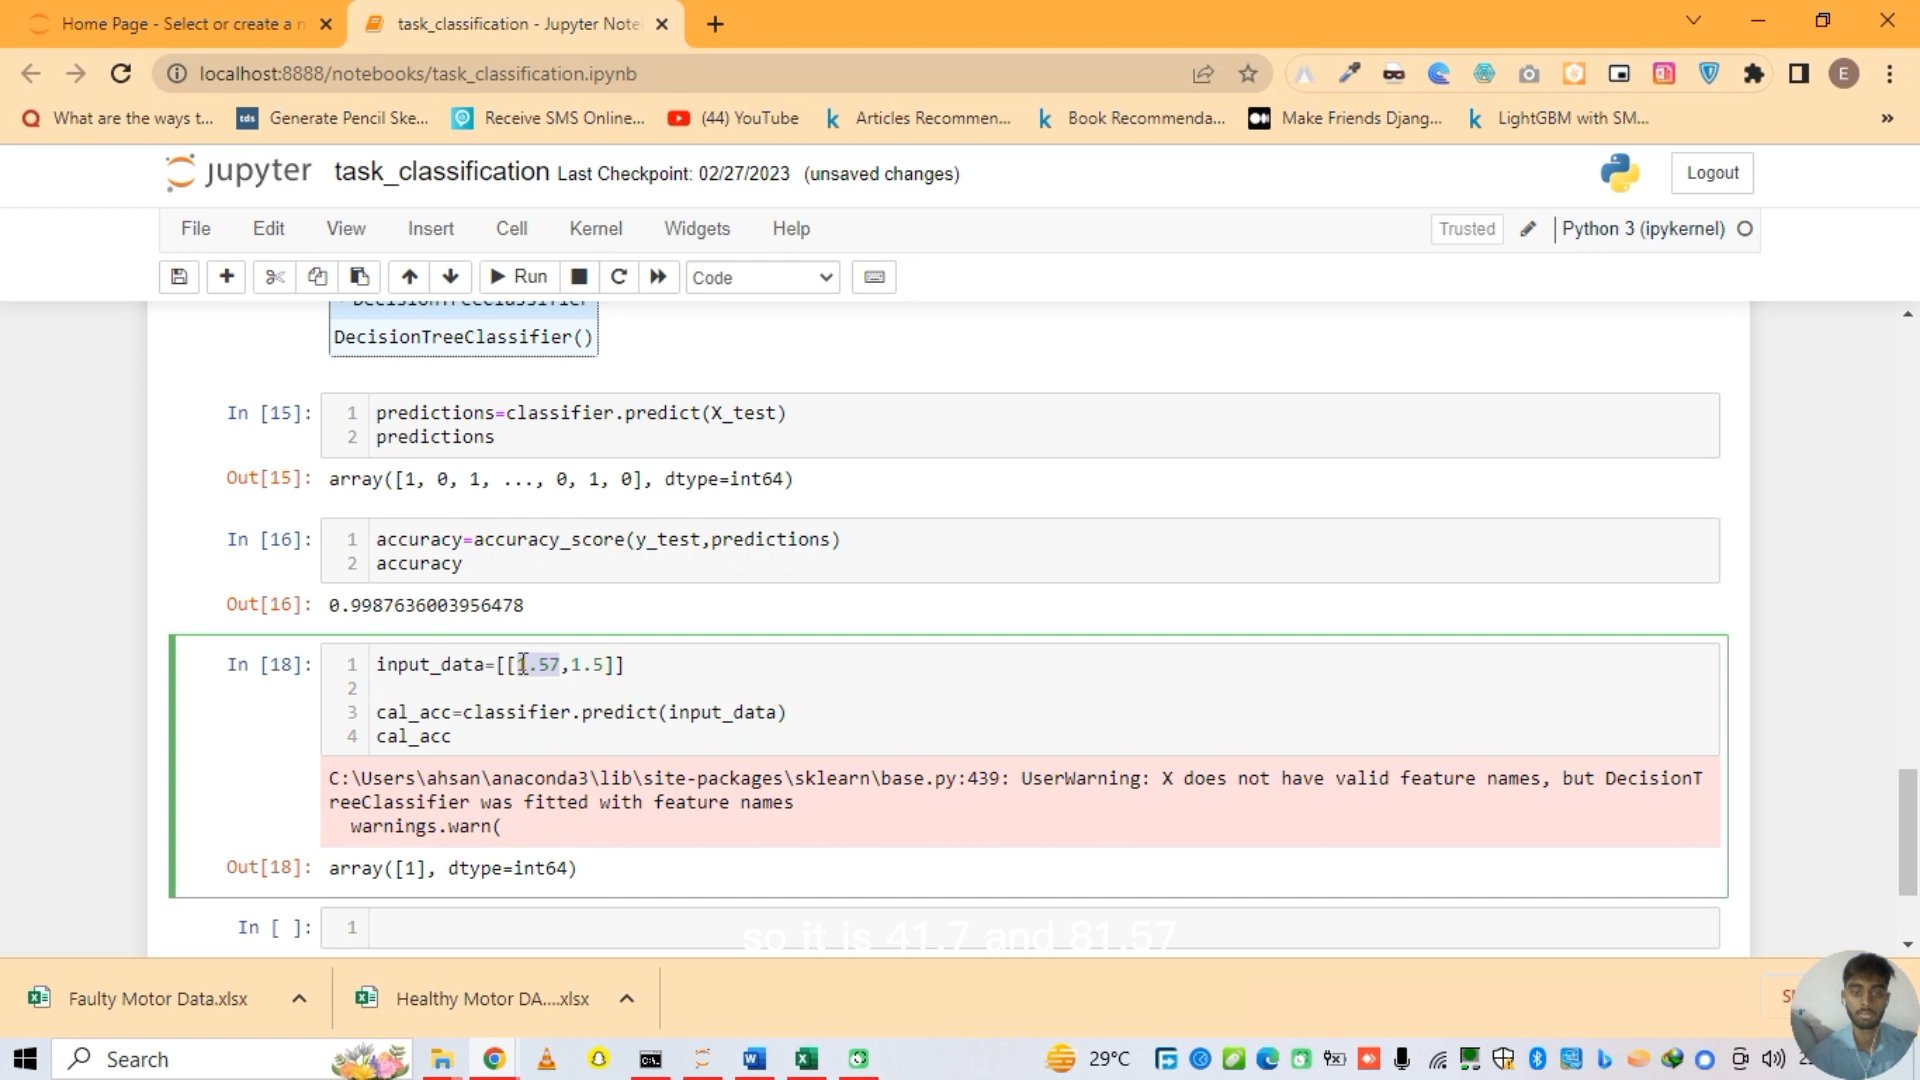 Home Page - Select or create a n
task_classification - Jupyter Note
localhost:8888/notebooks/task_classification.ipynb
E
What are the ways t...
tds Generate Pencil Ske...
Receive SMS Online...
(44) YouTube
k Articles Recommen...
k Book Recommenda...
Make Friends Djang...
k LightGBM with SM...
»
jupyter task_classification Last Checkpoint: 02/27/2023 (unsaved changes)
Logout
File Edit View Insert Cell Kernel Widgets Help
Trusted Python 3 (ipykernel)
Run Code
DecisionTreeClassifier
DecisionTreeClassifier()
In [15]: 1 predictions=classifier.predict(X_test)
2 predictions
Out[15]: array([1, 0, 1, ..., 0, 1, 0], dtype=int64)
In [16]: 1 accuracy=accuracy_score(y_test,predictions)
2 accuracy
Out[16]: 0.9987636003956478
In [18]: 1 input_data=[[1.57,1.5]]
2
3 cal_acc=classifier.predict(input_data)
4 cal_acc
C:\Users\ahsan\anaconda3\lib\site-packages\sklearn\base.py:439: UserWarning: X does not have valid feature names, but DecisionT
reeClassifier was fitted with feature names
warnings.warn(
Out[18]: array([1], dtype=int64)
In [ ]: 1
so it is 41.7 and 81.57
Faulty Motor Data.xlsx
Healthy Motor DA....xlsx
Search
29°C